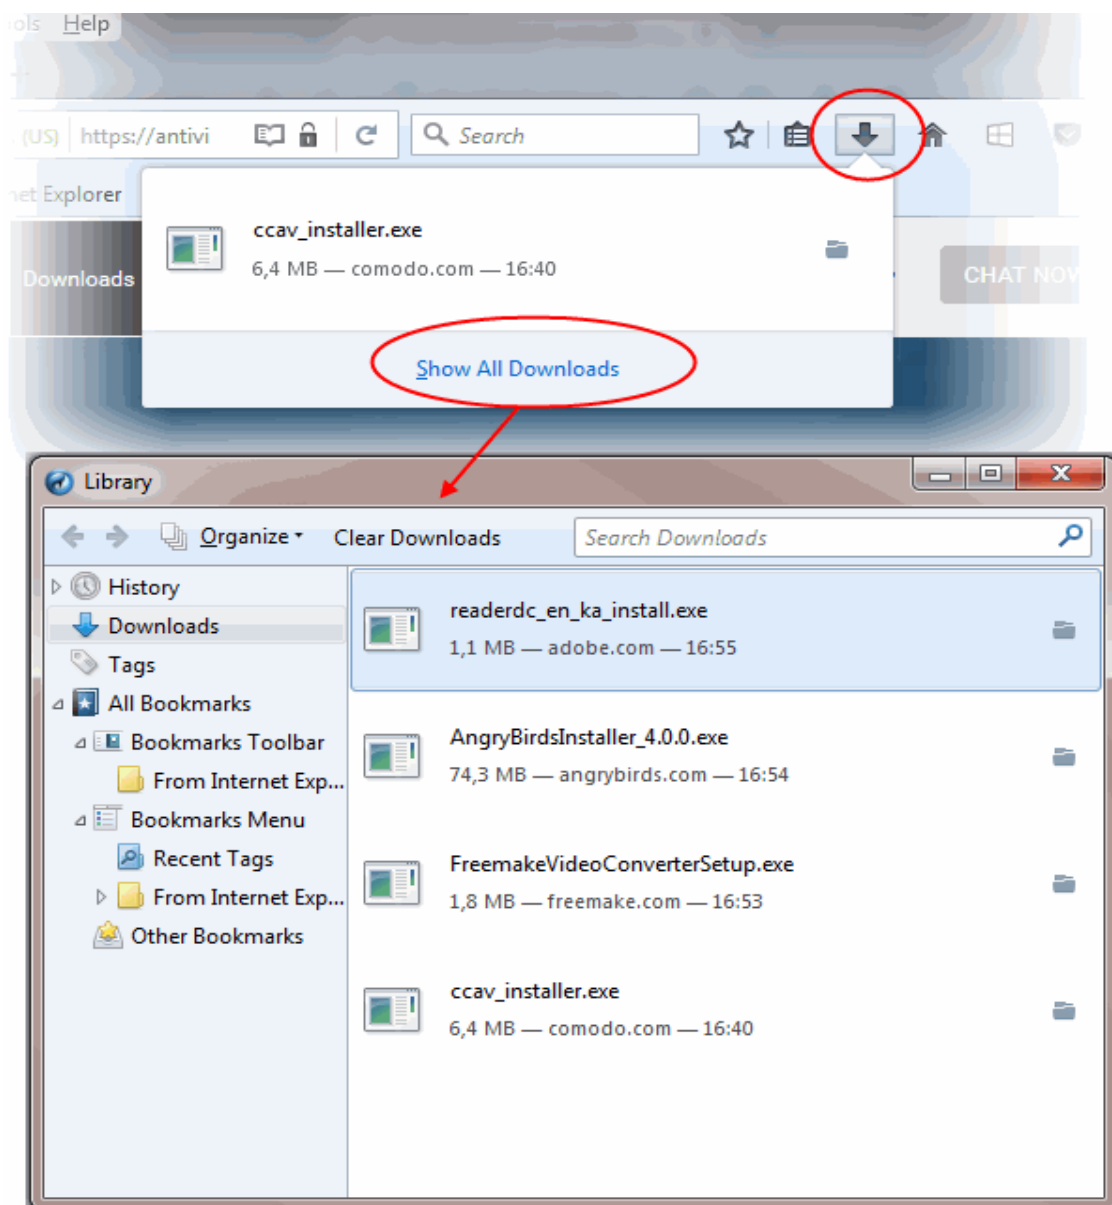 ols Help
(US) https://antivi Search
net Explorer
ccav_installer.exe
6,4 MB — comodo.com — 16:40
Downloads
CHAT NOW
Show All Downloads
Library
Organize Clear Downloads Search Downloads
History
Downloads
Tags
All Bookmarks
Bookmarks Toolbar
From Internet Exp...
Bookmarks Menu
Recent Tags
From Internet Exp...
Other Bookmarks
readerdc_en_ka_install.exe
1,1 MB — adobe.com — 16:55
AngryBirdsInstaller_4.0.0.exe
74,3 MB — angrybirds.com — 16:54
FreemakeVideoConverterSetup.exe
1,8 MB — freemake.com — 16:53
ccav_installer.exe
6,4 MB — comodo.com — 16:40